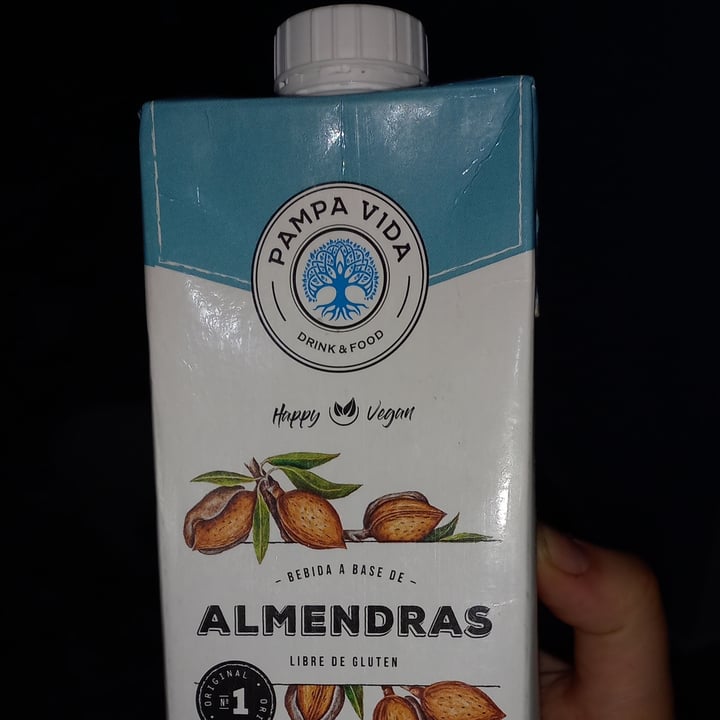 PAMPA VIDA
DRINK & FOOD
Happy Vegan
- BEBIDA A BASE DE -
ALMENDRAS
LIBRE DE GLUTEN
ORIGINAL
Nº 1